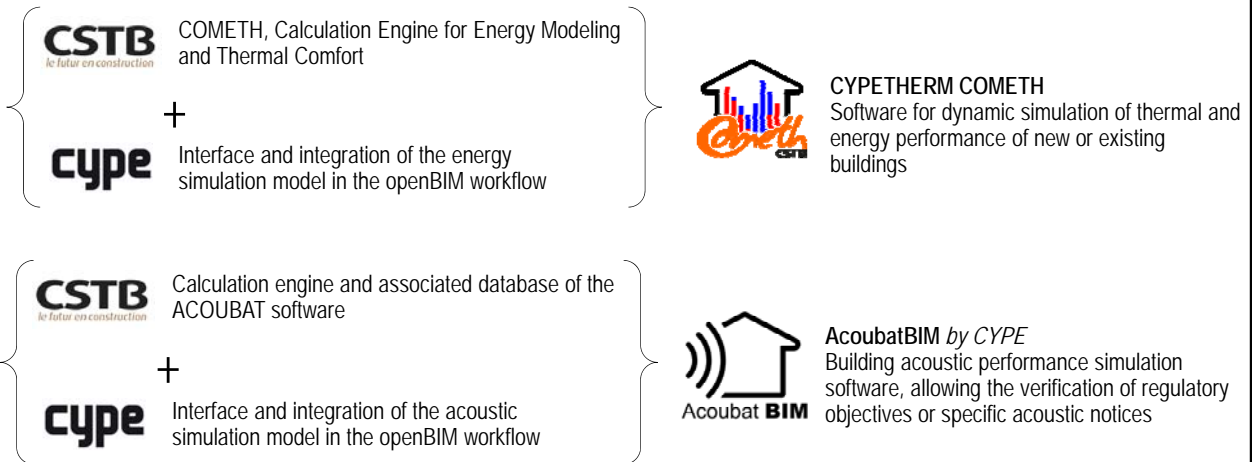 CSTB
le futur en construction
COMETH, Calculation Engine for Energy Modeling
and Thermal Comfort
+
cype
Interface and integration of the energy
simulation model in the openBIM workflow
Cometh
CSTB
CYPETHERM COMETH
Software for dynamic simulation of thermal and
energy performance of new or existing
buildings
CSTB
le futur en construction
Calculation engine and associated database of the
ACOUBAT software
+
cype
Interface and integration of the acoustic
simulation model in the openBIM workflow
Acoubat BIM
AcoubatBIM by CYPE
Building acoustic performance simulation
software, allowing the verification of regulatory
objectives or specific acoustic notices